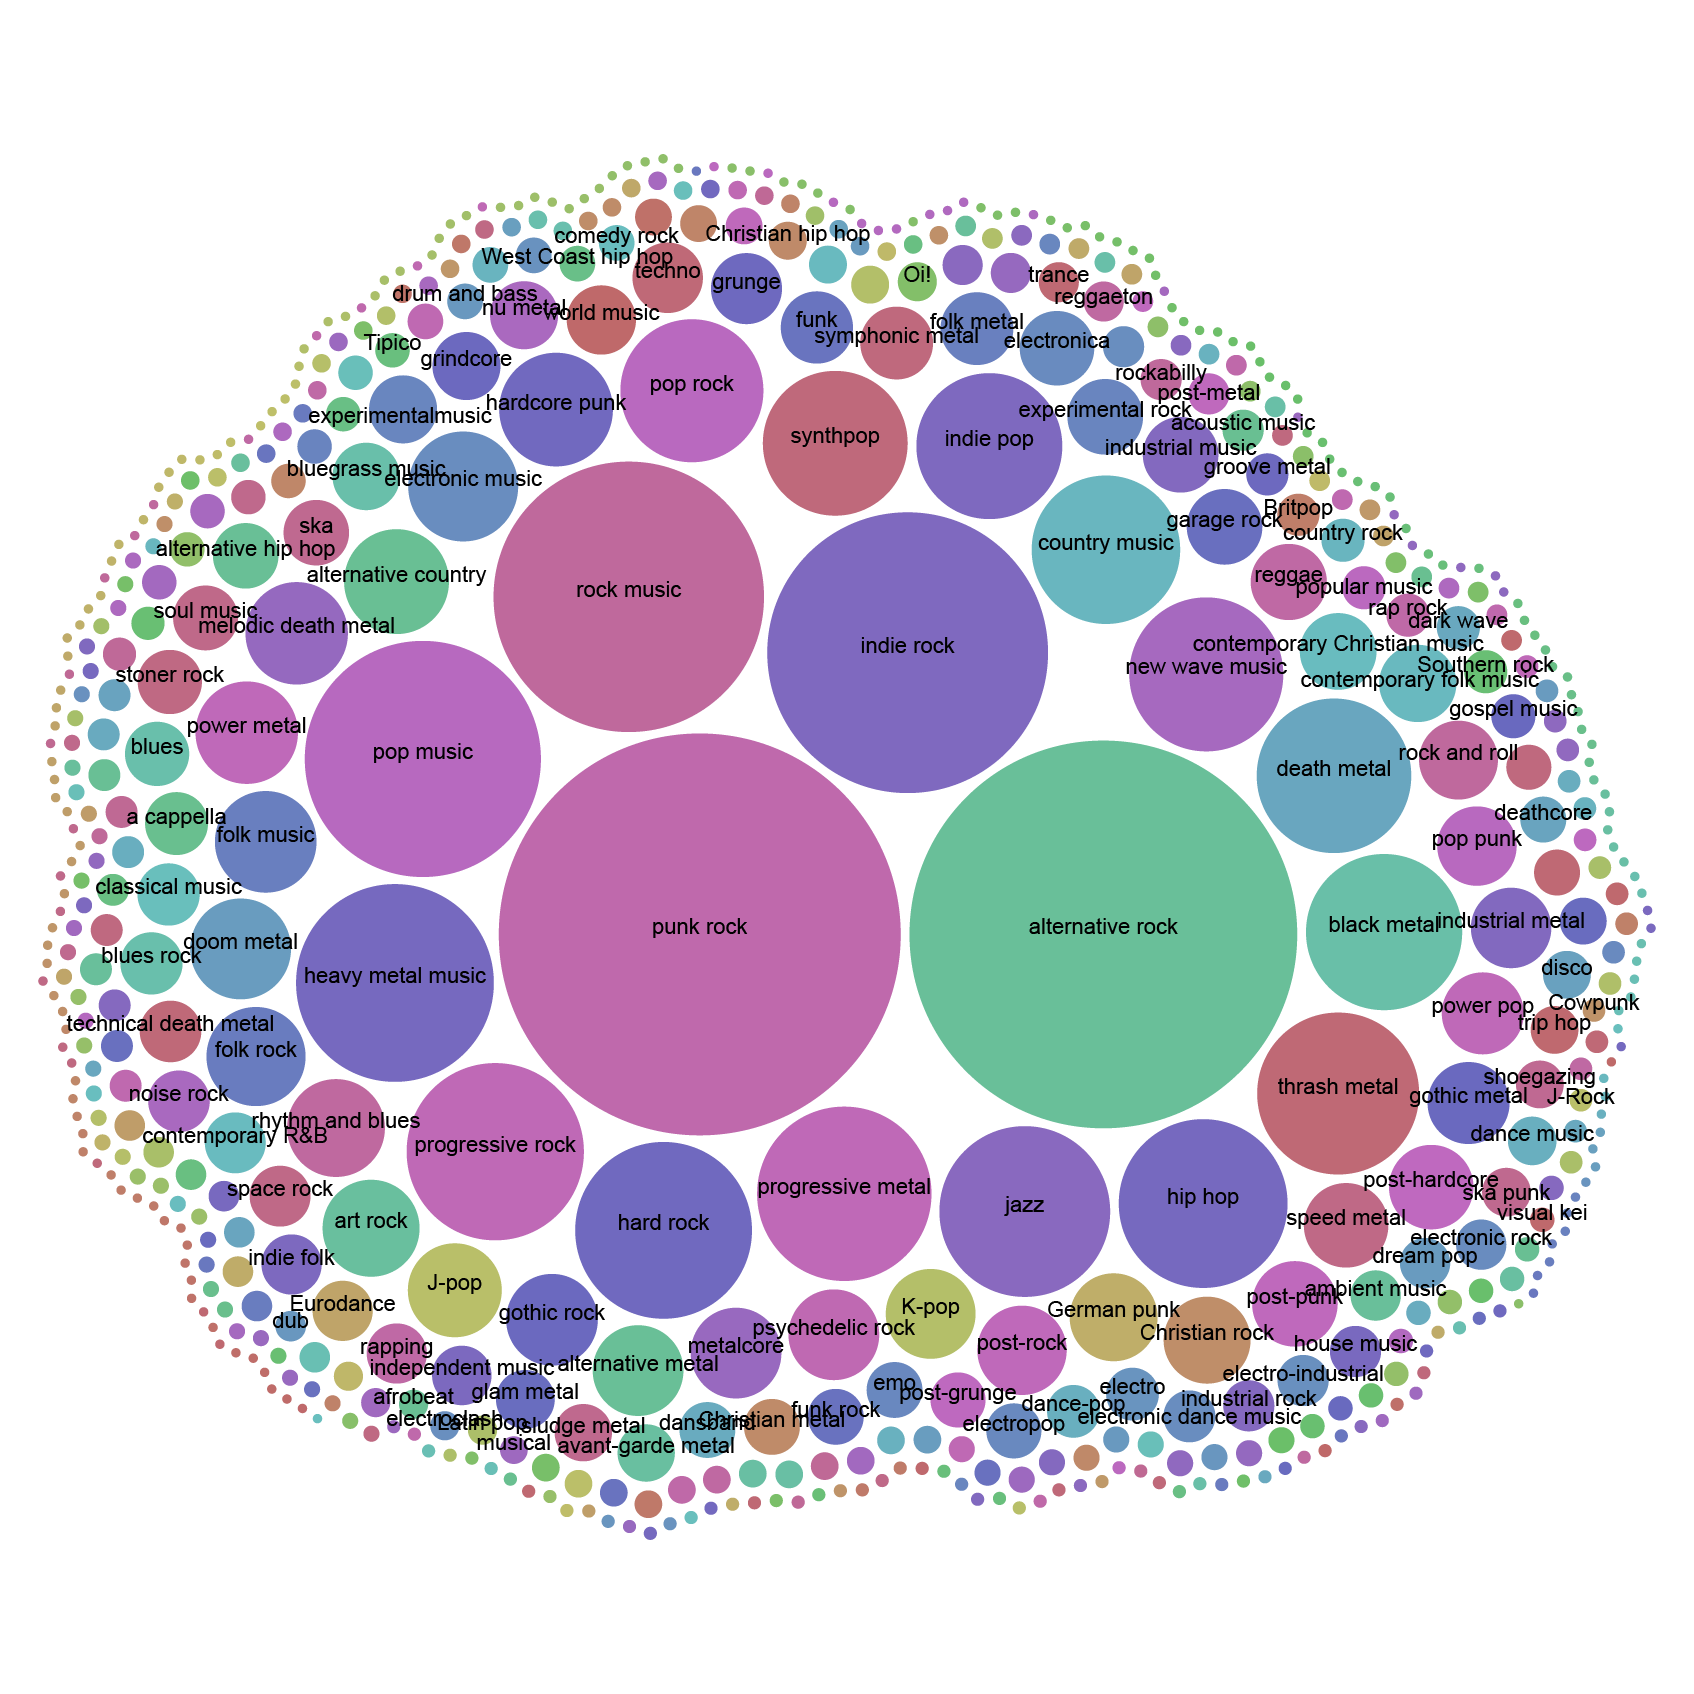 comedy rock
Christian hip hop
West Coast hip hop
techno
Oi!
trance
grunge
drum and bass
nu metal
world music
reggaeton
funk
folk metal
symphonic metal
electronica
Tipico
grindcore
rockabilly
pop rock
post-metal
hardcore punk
experimentalmusic
experimental rock
acoustic music
synthpop
indie pop
industrial music
bluegrass music
electronic music
groove metal
Britpop
ska
garage rock
country rock
alternative hip hop
country music
alternative country
reggae
popular music
rock music
soul music
melodic death metal
rap rock
dark wave
indie rock
contemporary Christian music
stoner rock
new wave music
Southern rock
contemporary folk music
power metal
gospel music
blues
pop music
rock and roll
death metal
a cappella
folk music
deathcore
pop punk
classical music
doom metal
punk rock
alternative rock
black metal
industrial metal
blues rock
heavy metal music
disco
technical death metal
power pop
Cowpunk
trip hop
folk rock
noise rock
thrash metal
shoegazing
gothic metal
J-Rock
contemporary R&B
rhythm and blues
progressive rock
dance music
space rock
progressive metal
post-hardcore
ska punk
art rock
hard rock
jazz
hip hop
speed metal
visual kei
indie folk
electronic rock
dream pop
J-pop
ambient music
Eurodance
dub
gothic rock
K-pop
German punk
post-punk
psychedelic rock
Christian rock
rapping
metalcore
post-rock
house music
independent music
alternative metal
electro-industrial
afrobeat
glam metal
emo
post-grunge
electro
industrial rock
electroclash
Latin pop
sludge metal
dansband
Christian metal
funk rock
dance-pop
electropop
electronic dance music
musical
avant-garde metal